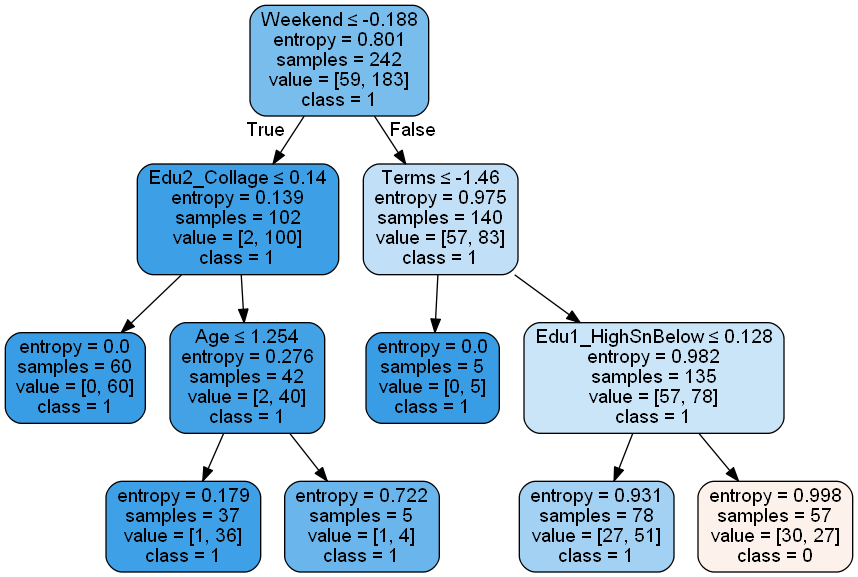 Weekend ≤ -0.188
entropy = 0.801
samples = 242
value = [59, 183]
class = 1
True
False
Edu2_Collage ≤ 0.14
entropy = 0.139
samples = 102
value = [2, 100]
class = 1
Terms ≤ -1.46
entropy = 0.975
samples = 140
value = [57, 83]
class = 1
entropy = 0.0
samples = 60
value = [0, 60]
class = 1
Age ≤ 1.254
entropy = 0.276
samples = 42
value = [2, 40]
class = 1
entropy = 0.0
samples = 5
value = [0, 5]
class = 1
Edu1_HighSnBelow ≤ 0.128
entropy = 0.982
samples = 135
value = [57, 78]
class = 1
entropy = 0.179
samples = 37
value = [1, 36]
class = 1
entropy = 0.722
samples = 5
value = [1, 4]
class = 1
entropy = 0.931
samples = 78
value = [27, 51]
class = 1
entropy = 0.998
samples = 57
value = [30, 27]
class = 0